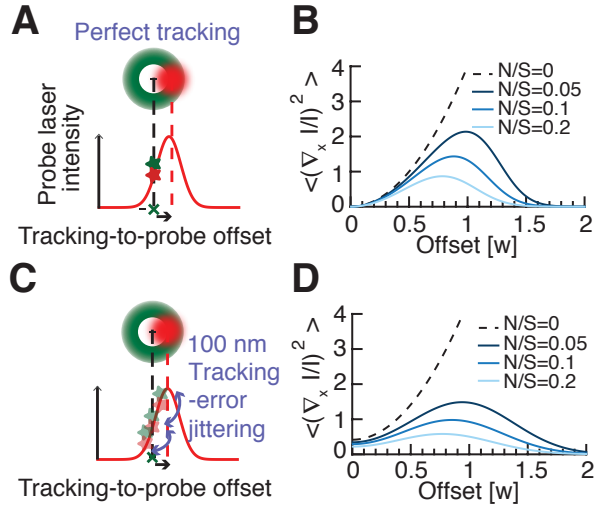 A
Perfect tracking
Probe laser
intensity
Tracking-to-probe offset
B
<(∇x I/I)² >
4
3
2
1
0
N/S=0
N/S=0.05
N/S=0.1
N/S=0.2
0 0.5 1 1.5 2
Offset [w]
C
100 nm
Tracking
-error
jittering
Tracking-to-probe offset
D
<(∇x I/I)² >
4
3
2
1
0
N/S=0
N/S=0.05
N/S=0.1
N/S=0.2
0 0.5 1 1.5 2
Offset [w]